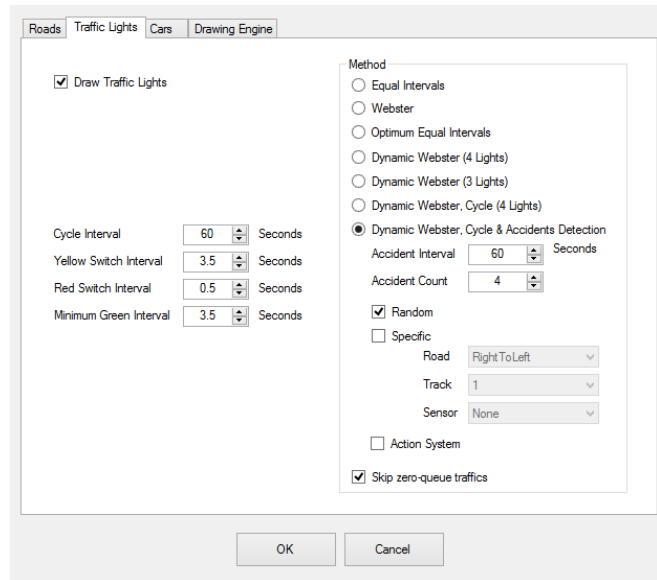 Roads Traffic Lights Cars Drawing Engine
Draw Traffic Lights
Cycle Interval 60 Seconds
Yellow Switch Interval 3.5 Seconds
Red Switch Interval 0.5 Seconds
Minimum Green Interval 3.5 Seconds
Method
Equal Intervals
Webster
Optimum Equal Intervals
Dynamic Webster (4 Lights)
Dynamic Webster (3 Lights)
Dynamic Webster, Cycle (4 Lights)
Dynamic Webster, Cycle & Accidents Detection
Accident Interval 60 Seconds
Accident Count 4
Random
Specific
Road RightToLeft
Track 1
Sensor None
Action System
Skip zero-queue traffics
OK Cancel